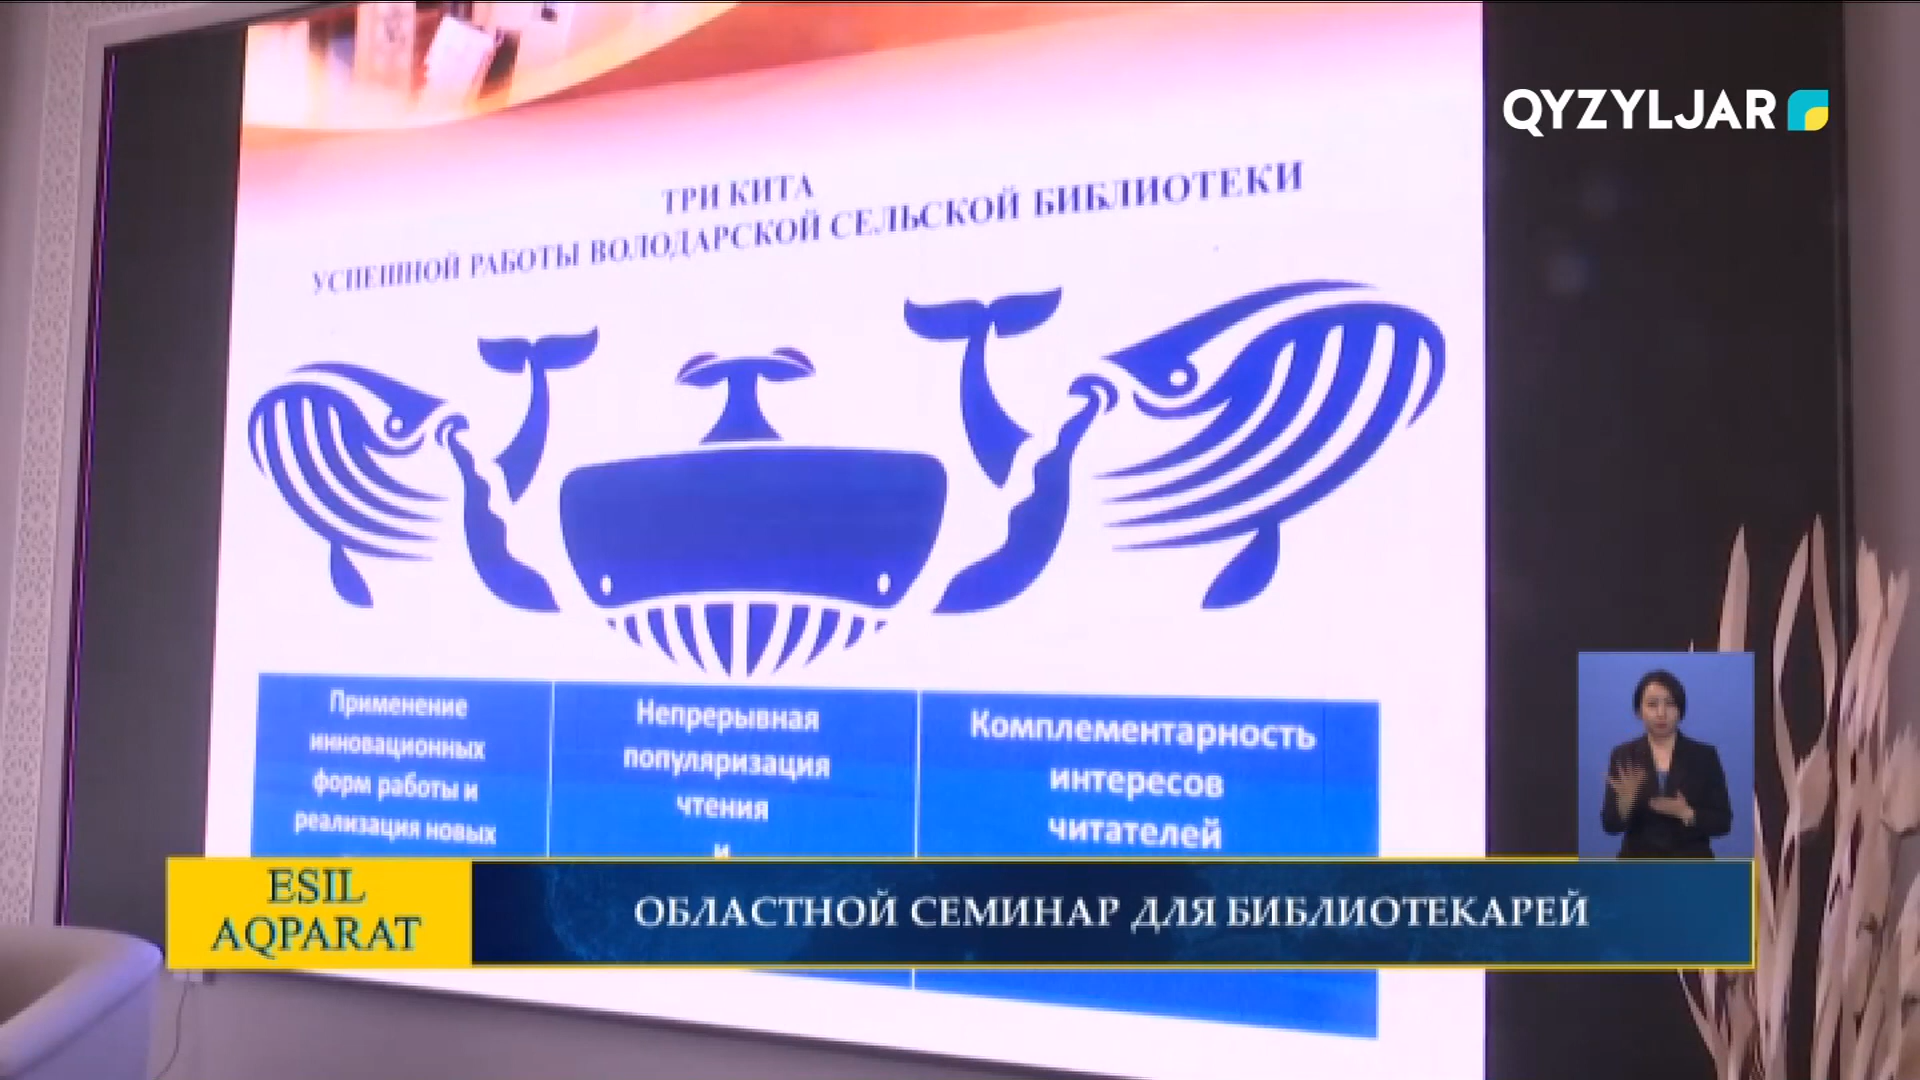 QYZYLJAR
ТРИ КИТА
УСПЕШНОЙ РАБОТЫ ВОЛОДАРСКОЙ СЕЛЬСКОЙ БИБЛИОТЕКИ
Применение
инновационных
форм работы и
реализация новых
Непрерывная
популяризация
чтения
и
Комплементарность
интересов
читателей
ESIL
AQPARAT
ОБЛАСТНОЙ СЕМИНАР ДЛЯ БИБЛИОТЕКАРЕЙ